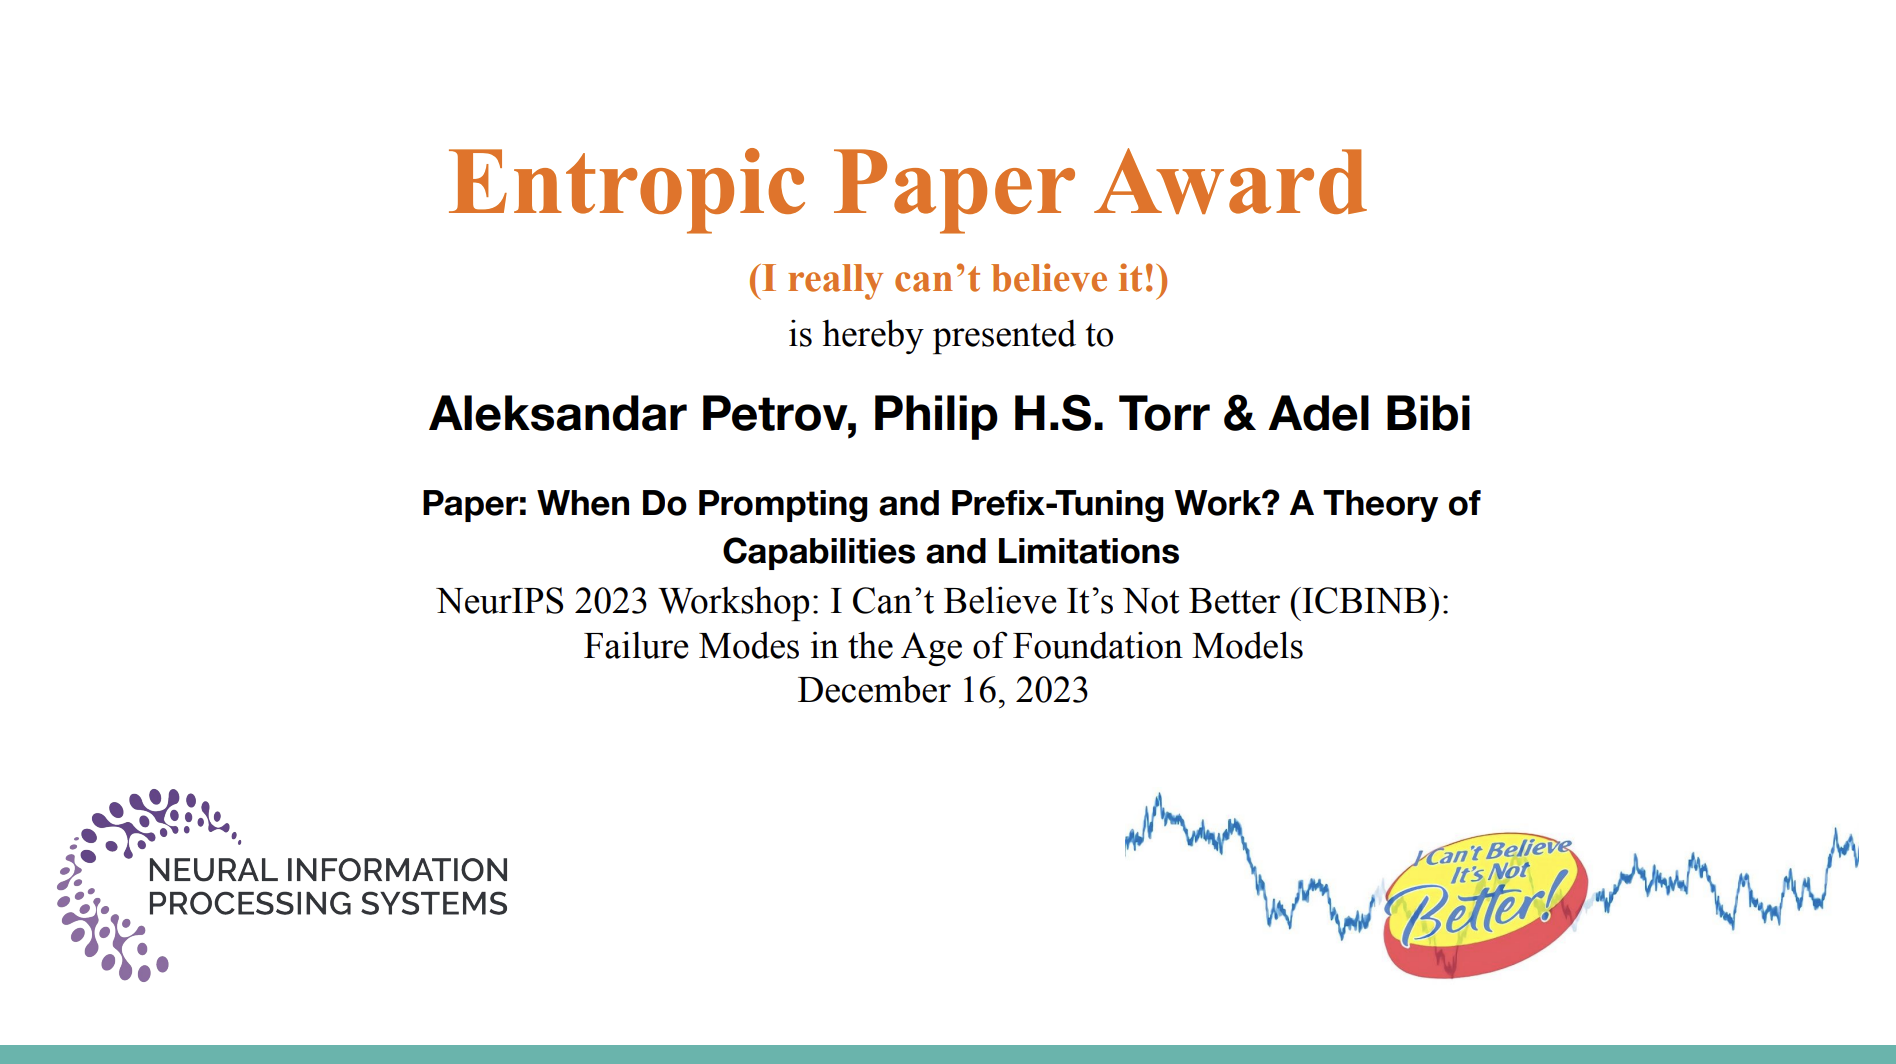 Entropic Paper Award
(I really can’t believe it!)
is hereby presented to
Aleksandar Petrov, Philip H.S. Torr & Adel Bibi
Paper: When Do Prompting and Prefix-Tuning Work? A Theory of
Capabilities and Limitations
NeurIPS 2023 Workshop: I Can’t Believe It’s Not Better (ICBINB):
Failure Modes in the Age of Foundation Models
December 16, 2023
NEURAL INFORMATION
PROCESSING SYSTEMS
I Can't Believe
It's Not
Better!